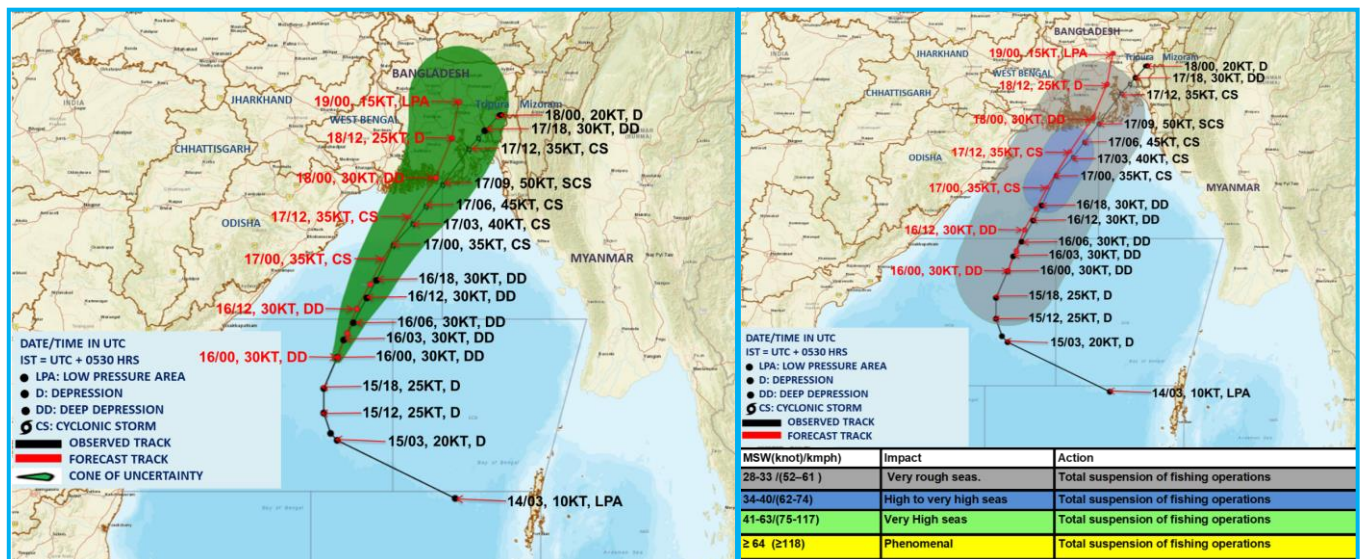 BANGLADESH
JHARKHAND
INDIA
19/00, 15KT, LPA
Tripura Mizoram
WEST BENGAL
18/00, 20KT, D
18/12, 25KT, D
17/18, 30KT, DD
CHHATTISGARH
17/12, 35KT, CS
18/00, 30KT, DD
17/09, 50KT, SCS
17/06, 45KT, CS
ODISHA
17/12, 35KT, CS
17/03, 40KT, CS
17/00, 35KT, CS
MYANMAR
17/00, 35KT, CS
16/18, 30KT, DD
16/12, 30KT, DD
16/12, 30KT, DD
16/06, 30KT, DD
16/03, 30KT, DD
16/00, 30KT, DD
16/00, 30KT, DD
15/18, 25KT, D
15/12, 25KT, D
15/03, 20KT, D
Bay of Bengal
14/03, 10KT, LPA
DATE/TIME IN UTC
IST = UTC + 0530 HRS
LPA: LOW PRESSURE AREA
D: DEPRESSION
DD: DEEP DEPRESSION
CS: CYCLONIC STORM
OBSERVED TRACK
FORECAST TRACK
CONE OF UNCERTAINTY
BANGLADESH
INDIA
JHARKHAND
19/00, 15KT, LPA
Tripura Mizoram
18/00, 20KT, D
WEST BENGAL
17/18, 30KT, DD
18/12, 25KT, D
CHHATTISGARH
17/12, 35KT, CS
18/00, 30KT, DD
17/09, 50KT, SCS
17/06, 45KT, CS
ODISHA
17/12, 35KT, CS
17/03, 40KT, CS
17/00, 35KT, CS
17/00, 35KT, CS
MYANMAR
16/18, 30KT, DD
16/12, 30KT, DD
16/12, 30KT, DD
16/06, 30KT, DD
16/03, 30KT, DD
16/00, 30KT, DD
16/00, 30KT, DD
15/18, 25KT, D
15/12, 25KT, D
15/03, 20KT, D
Bay of Bengal
14/03, 10KT, LPA
DATE/TIME IN UTC
IST = UTC + 0530 HRS
LPA: LOW PRESSURE AREA
D: DEPRESSION
DD: DEEP DEPRESSION
CS: CYCLONIC STORM
OBSERVED TRACK
FORECAST TRACK
MSW(knot)/kmph) Impact Action
28-33 /(52–61 ) Very rough seas. Total suspension of fishing operations
34-40/(62-74) High to very high seas Total suspension of fishing operations
41-63/(75-117) Very High seas Total suspension of fishing operations
≥ 64 (≥118) Phenomenal Total suspension of fishing operations